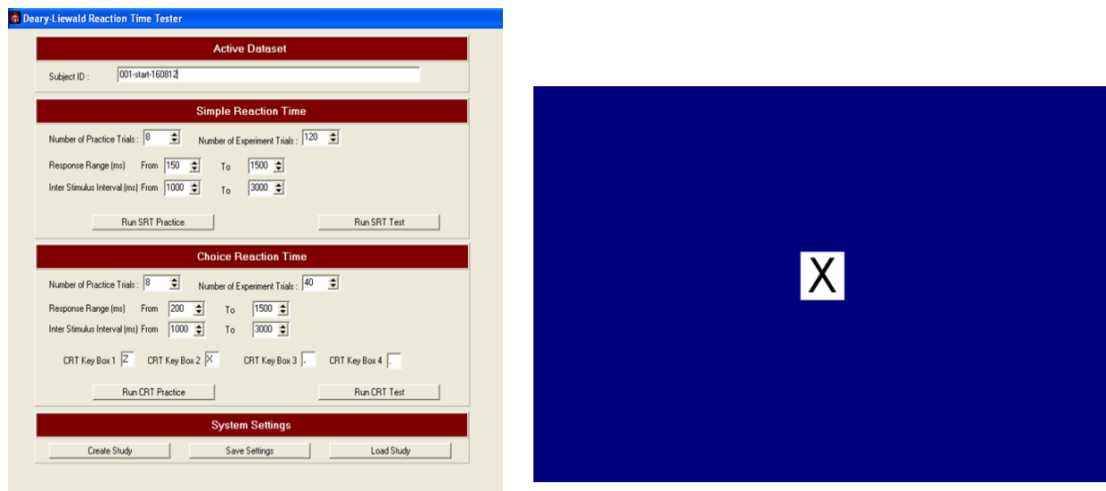 Deary-Liewald Reaction Time Tester
Active Dataset
Subject ID : 001-start-160812
Simple Reaction Time
Number of Practice Trials : 8 Number of Experiment Trials : 120
Response Range (ms) From 150 To 1500
Inter Stimulus Interval (ms) From 1000 To 3000
Run SRT Practice Run SRT Test
Choice Reaction Time
Number of Practice Trials : 8 Number of Experiment Trials : 40
Response Range (ms) From 200 To 1500
Inter Stimulus Interval (ms) From 1000 To 3000
CRT Key Box 1 Z CRT Key Box 2 X CRT Key Box 3 CRT Key Box 4
Run CRT Practice Run CRT Test
System Settings
Create Study Save Settings Load Study
X